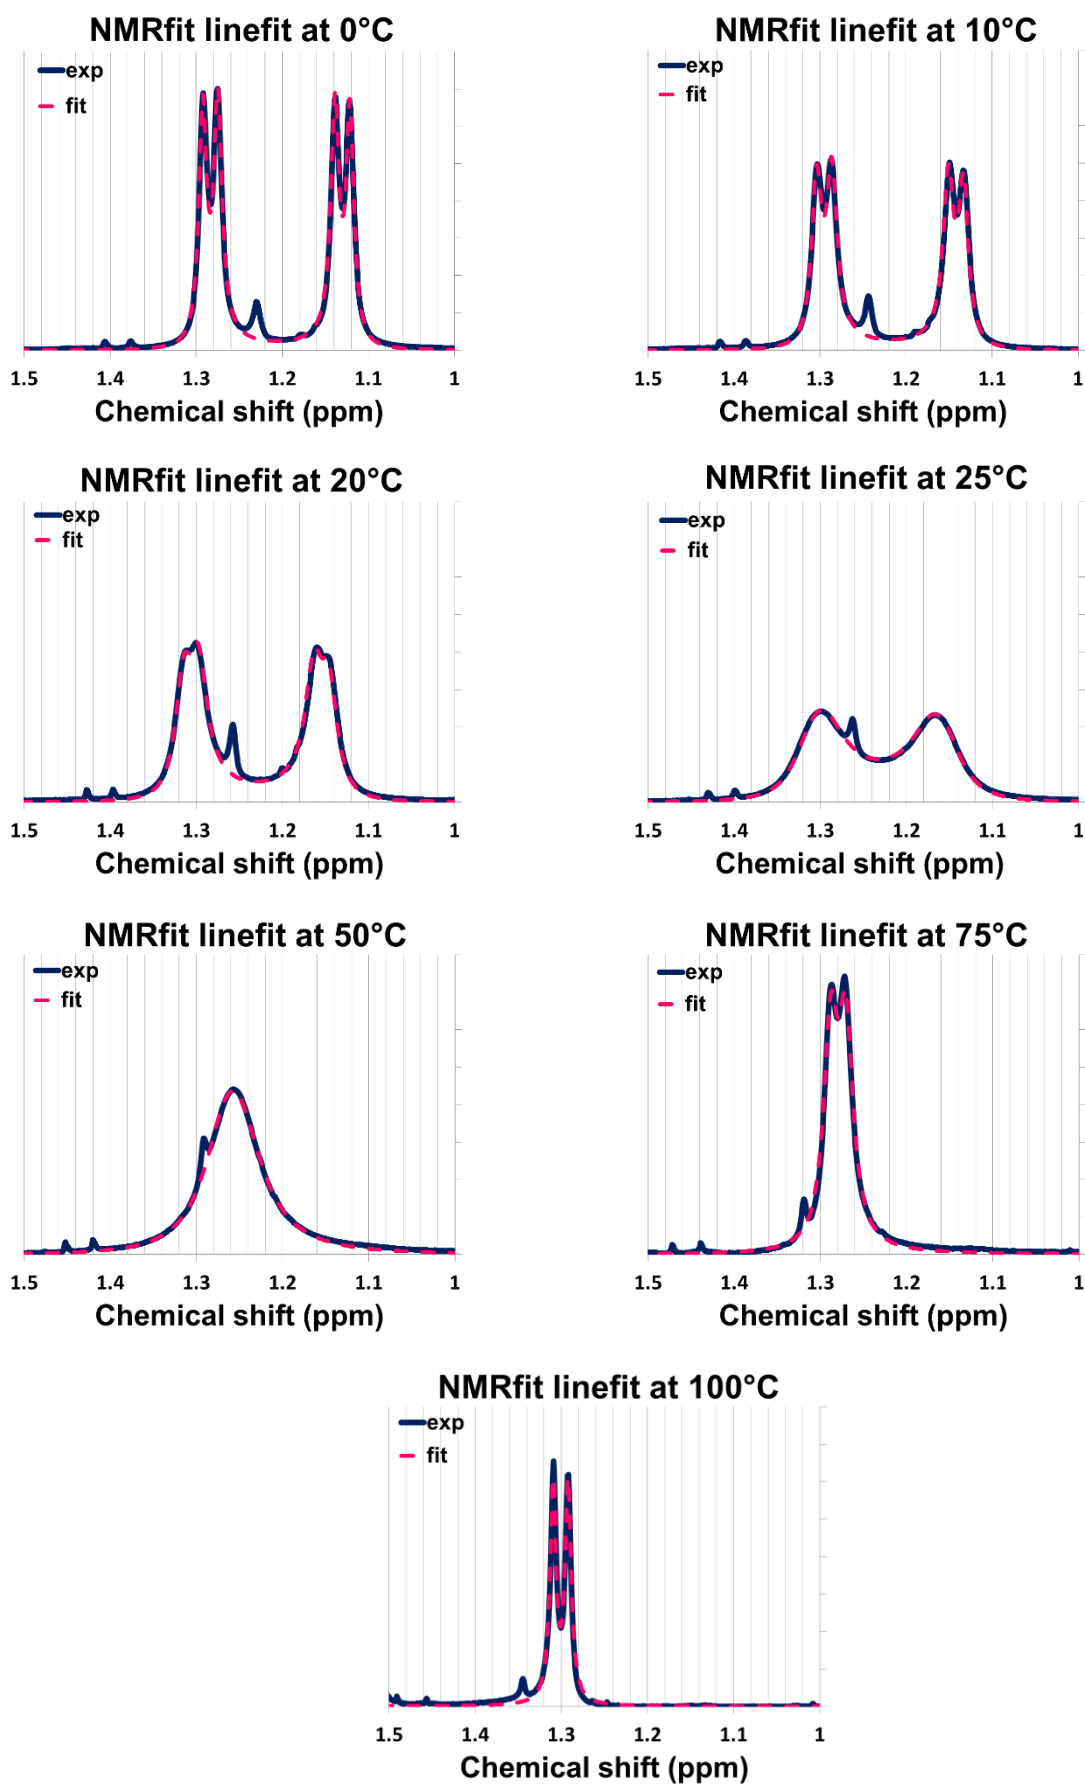 NMRfit linefit at 0°C
exp
fit
1.5 1.4 1.3 1.2 1.1 1
Chemical shift (ppm)
NMRfit linefit at 10°C
exp
fit
1.5 1.4 1.3 1.2 1.1 1
Chemical shift (ppm)
NMRfit linefit at 20°C
exp
fit
1.5 1.4 1.3 1.2 1.1 1
Chemical shift (ppm)
NMRfit linefit at 25°C
exp
fit
1.5 1.4 1.3 1.2 1.1 1
Chemical shift (ppm)
NMRfit linefit at 50°C
exp
fit
1.5 1.4 1.3 1.2 1.1 1
Chemical shift (ppm)
NMRfit linefit at 75°C
exp
fit
1.5 1.4 1.3 1.2 1.1 1
Chemical shift (ppm)
NMRfit linefit at 100°C
exp
fit
1.5 1.4 1.3 1.2 1.1 1
Chemical shift (ppm)